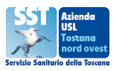 SST
Azienda
USL
Toscana
nord ovest
Servizio Sanitario della Toscana